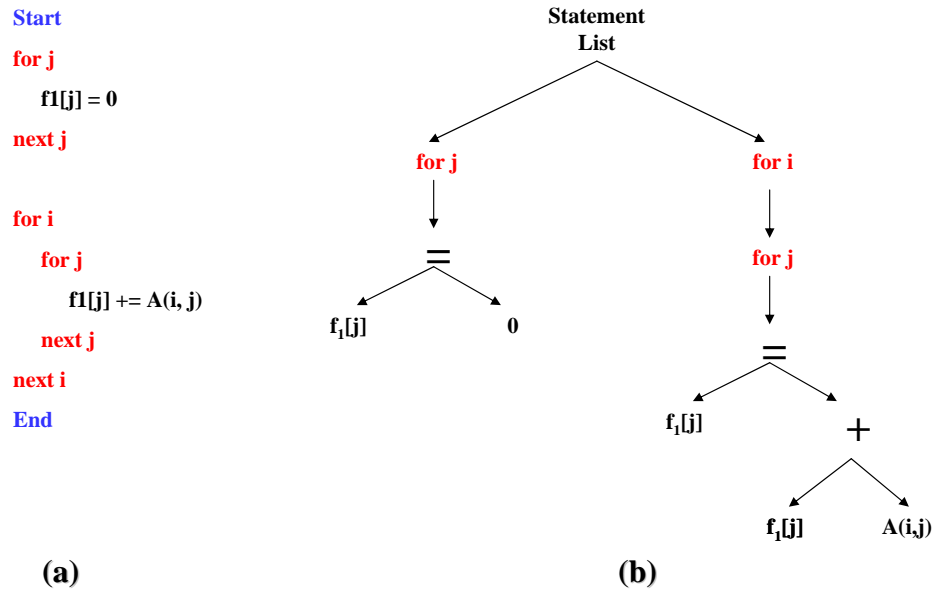 Start
for j
f1[j] = 0
next j
for i
for j
f1[j] += A(i, j)
next j
next i
End
(a)
Statement
List
for j
for i
=
for j
f₁[j]
0
=
f₁[j]
+
f₁[j]
A(i,j)
(b)